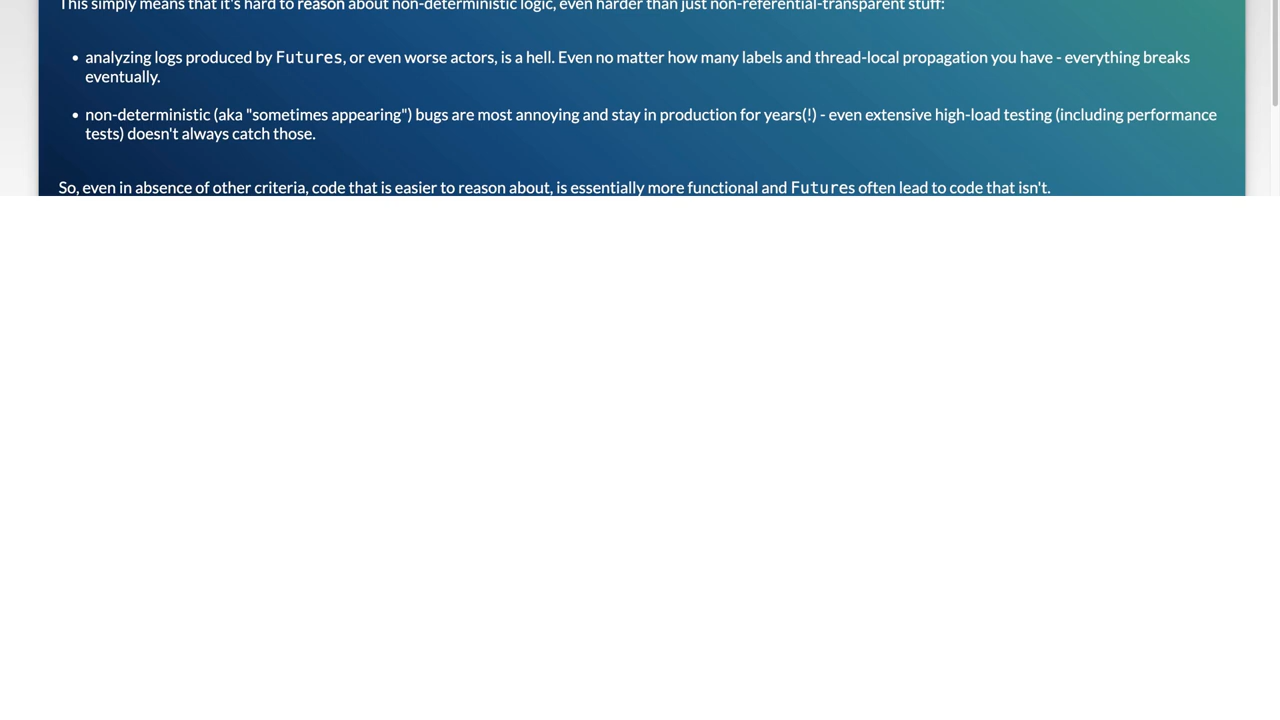 This simply means that it's hard to reason about non-deterministic logic, even harder than just non-referential-transparent stuff:
• analyzing logs produced by Futures, or even worse actors, is a hell. Even no matter how many labels and thread-local propagation you have - everything breaks
eventually.
• non-deterministic (aka "sometimes appearing") bugs are most annoying and stay in production for years(!) - even extensive high-load testing (including performance
tests) doesn't always catch those.
So, even in absence of other criteria, code that is easier to reason about, is essentially more functional and Futures often lead to code that isn't.